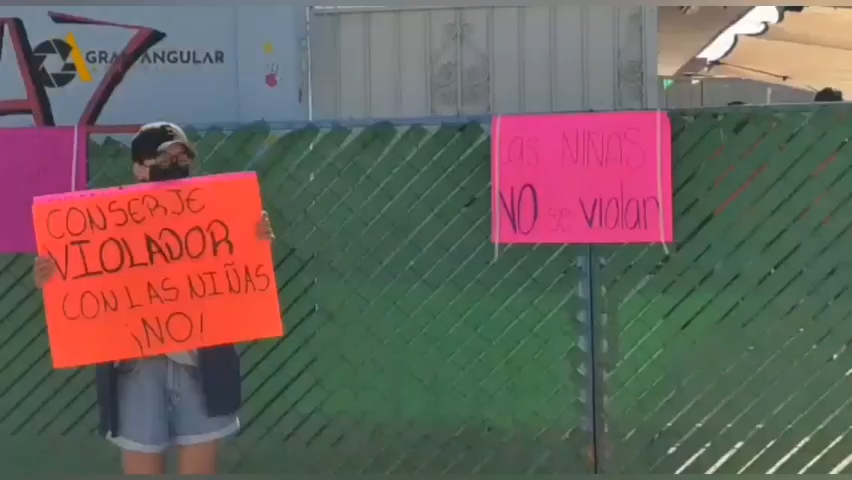 GRAN ANGULAR
CONSERJE
VIOLADOR
CON LAS NIÑAS
¡NO!
Las NIÑAS
NO se violan